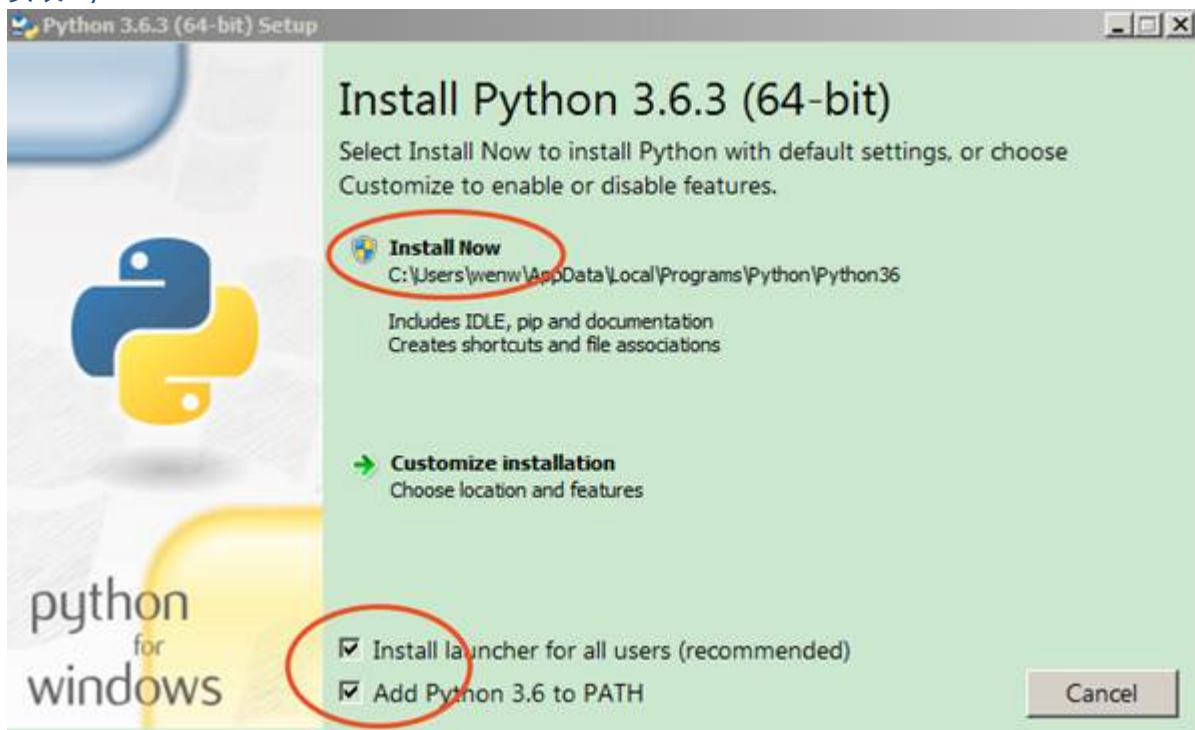 Python 3.6.3 (64-bit) Setup
Install Python 3.6.3 (64-bit)
Select Install Now to install Python with default settings, or choose
Customize to enable or disable features.
Install Now
C:\Users\wenw\AppData\Local\Programs\Python\Python36
Includes IDLE, pip and documentation
Creates shortcuts and file associations
Customize installation
Choose location and features
python
for
windows
Install launcher for all users (recommended)
Add Python 3.6 to PATH
Cancel